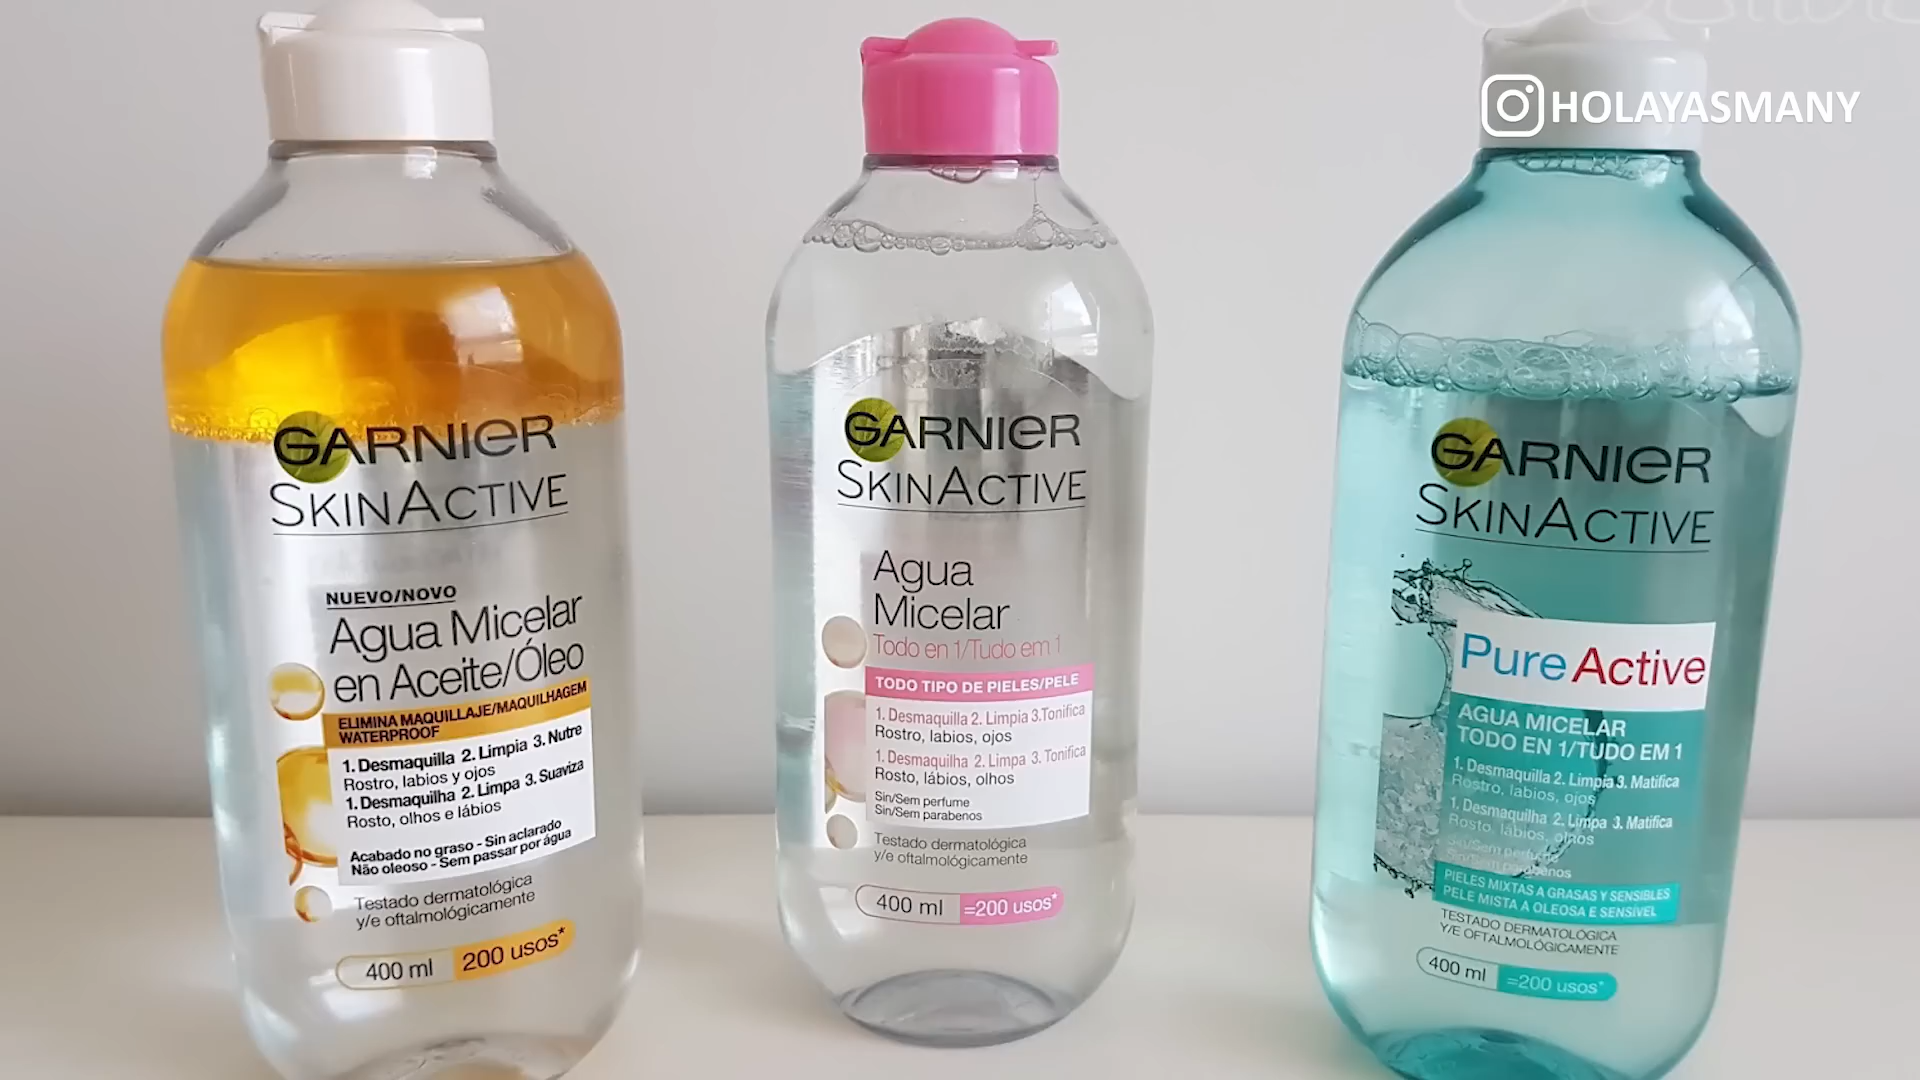 HOLAYASMANY
GARNIER
SKINACTIVE
NUEVO/NOVO
Agua Micelar
en Aceite/Óleo
ELIMINA MAQUILLAJE/MAQUILHAGEM
WATERPROOF
1. Desmaquilla 2. Limpia 3. Nutre
Rostro, labios y ojos
1. Desmaquilha 2. Limpa 3. Suaviza
Rosto, olhos e lábios
Acabado no graso - Sin aclarado
Não oleoso - Sem passar por água
Testado dermatológica
y/e oftalmológicamente
400 ml 200 usos*
GARNIER
SKINACTIVE
Agua
Micelar
Todo en 1/Tudo em 1
TODO TIPO DE PIELES/PELE
1. Desmaquilla 2. Limpia 3.Tonifica
Rostro, labios, ojos
1. Desmaquilha 2. Limpa 3. Tonifica
Rosto, lábios, olhos
Sin/Sem perfume
Sin/Sem parabenos
Testado dermatológica
y/e oftalmológicamente
400 ml =200 usos*
GARNIER
SKINACTIVE
Pure Active
AGUA MICELAR
TODO EN 1/TUDO EM 1
1. Desmaquilla 2. Limpia 3. Matifica
Rostro, labios, ojos
1. Desmaquilha 2. Limpa 3. Matifica
Rosto, lábios, olhos
Sin/Sem perfume
Sin/Sem parabenos
PIELES MIXTAS A GRASAS Y SENSIBLES
PELE MISTA A OLEOSA E SENSÍVEL
TESTADO DERMATOLÓGICA
Y/E OFTALMOLÓGICAMENTE
400 ml =200 usos*